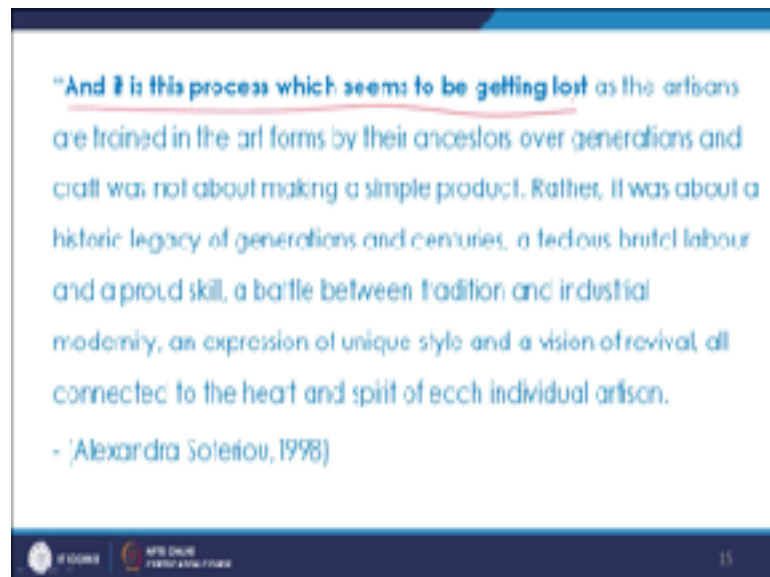 "And it is this process which seems to be getting lost as the artisans
are trained in the art forms by their ancestors over generations and
craft was not about making a simple product. Rather, it was about a
historic legacy of generations and centuries, a tedious brutal labour
and a proud skill, a battle between tradition and industrial
modernity, an expression of unique style and a vision of revival, all
connected to the heart and spirit of each individual artisan.
- (Alexandra Soteriou, 1998)
NPTEL ONLINE
CERTIFICATION COURSE
15